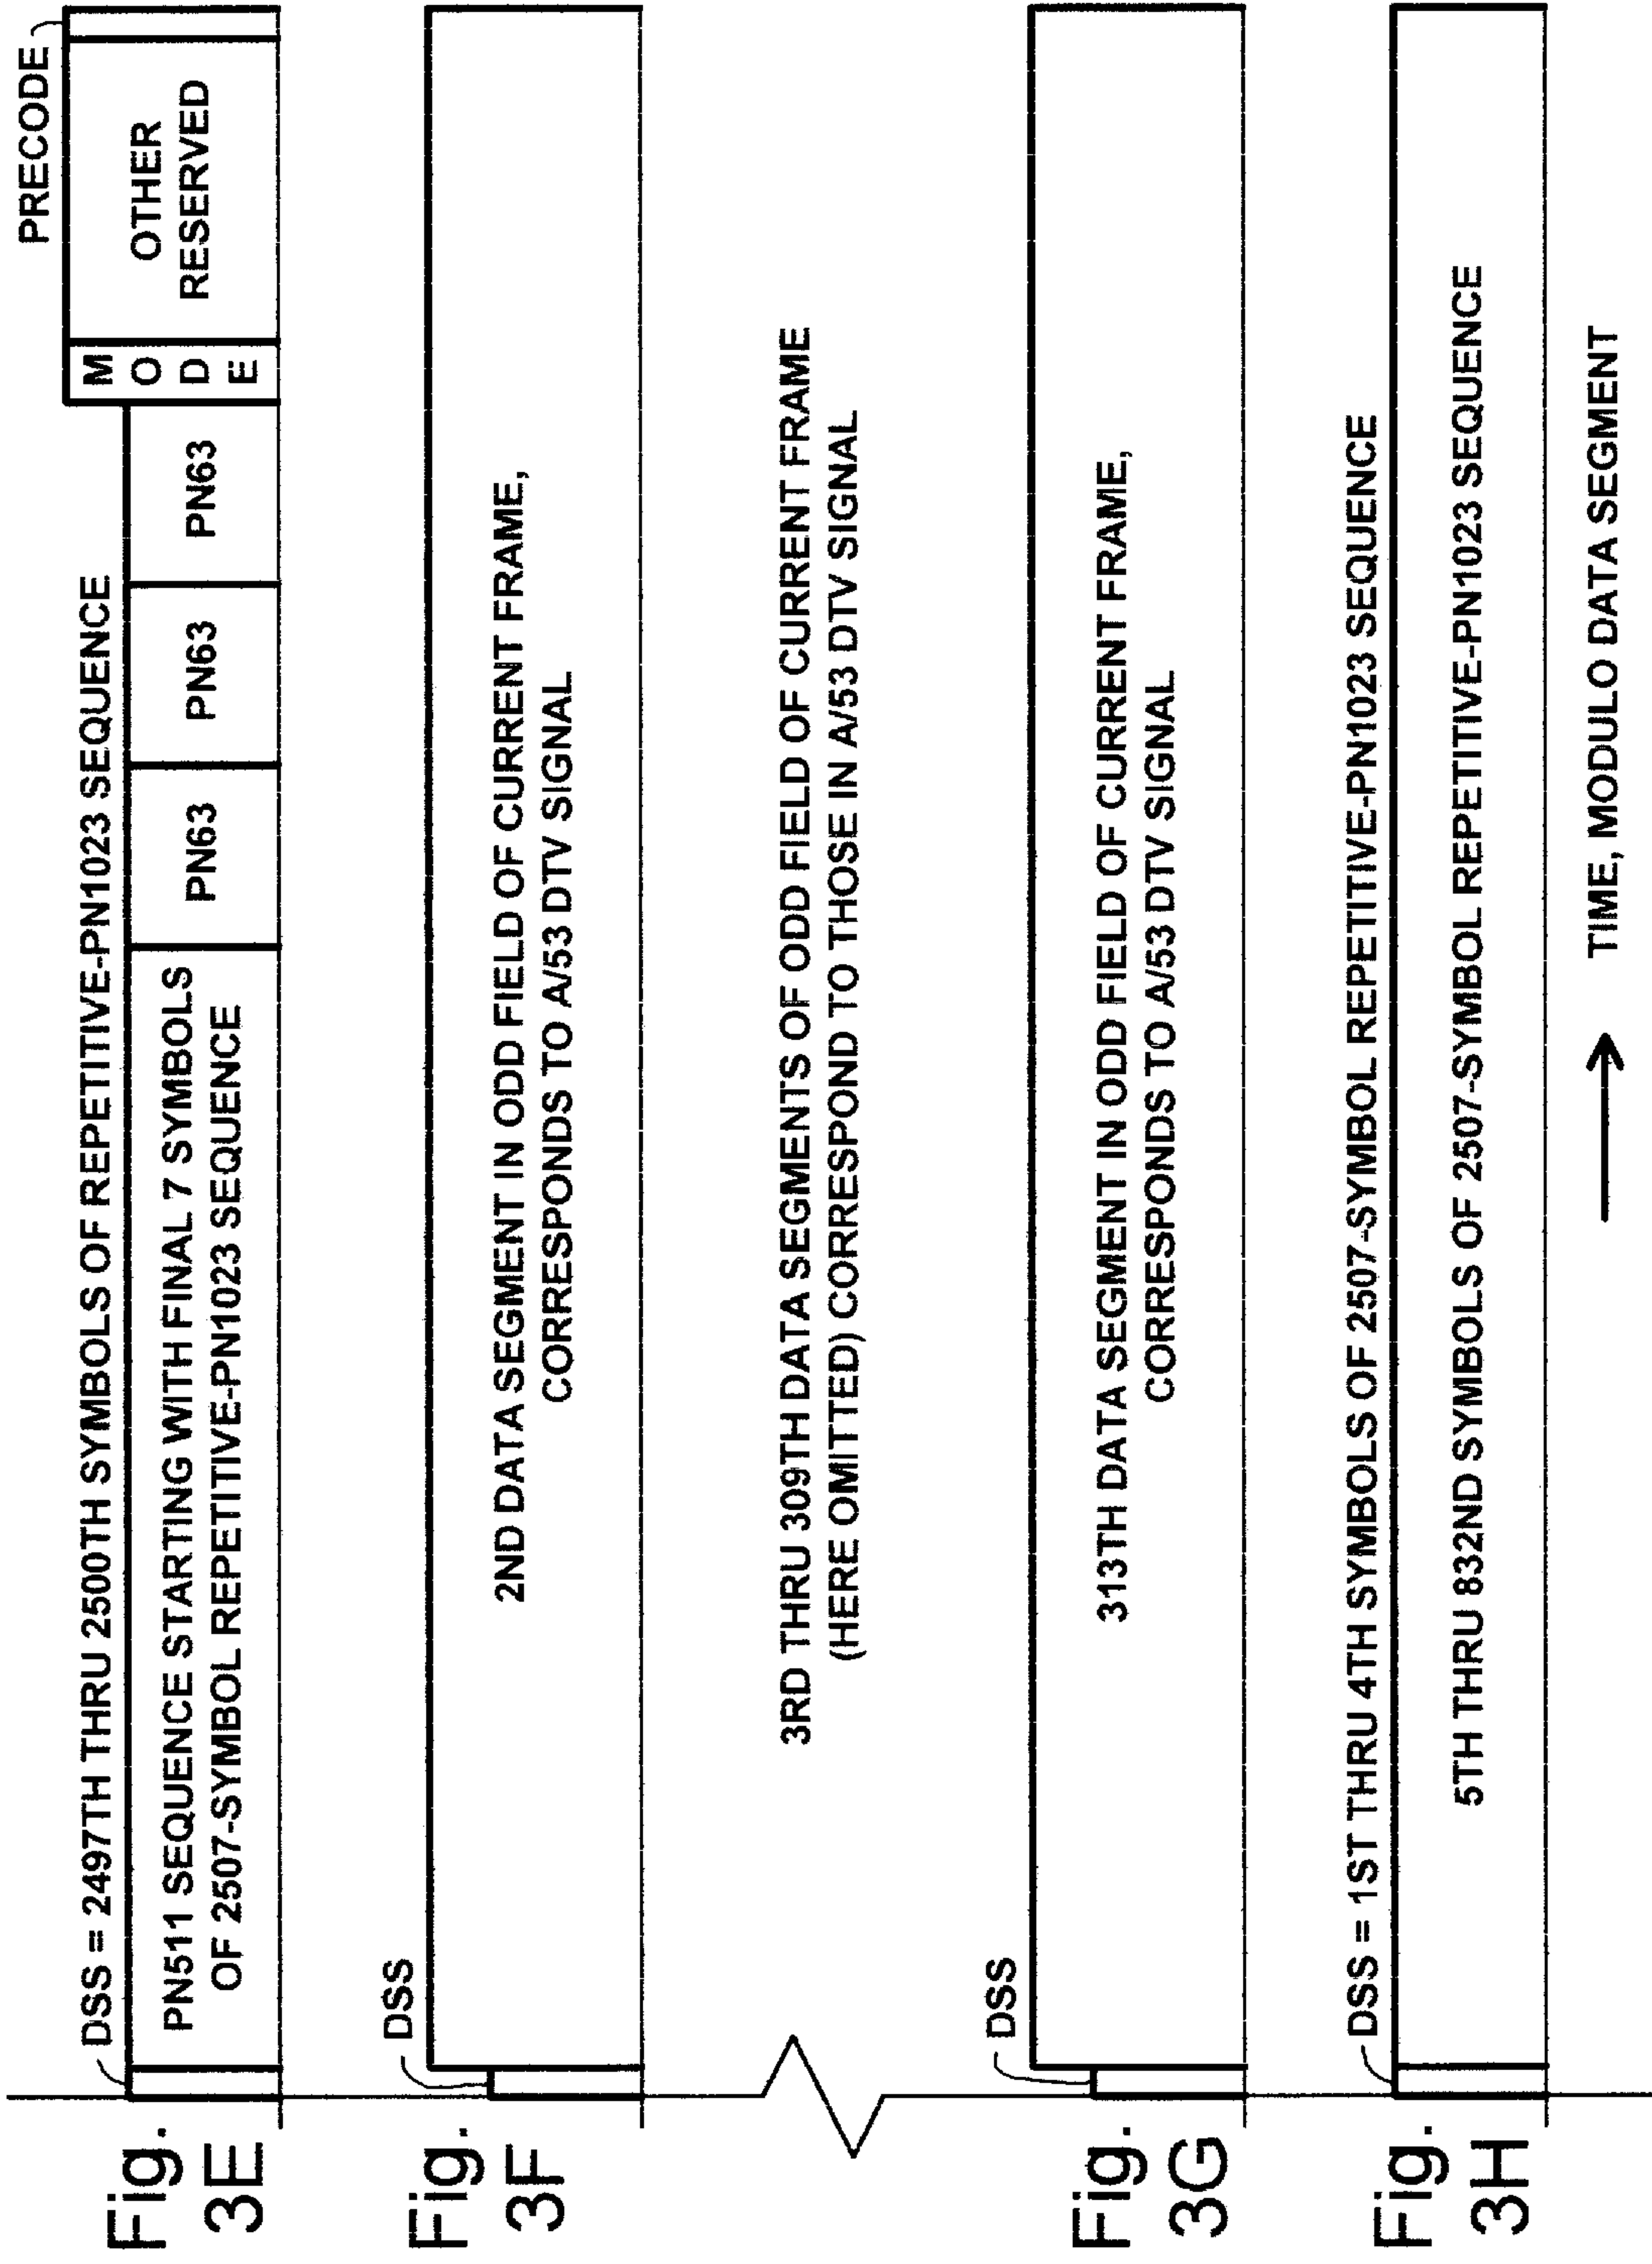 Fig. 3E
DSS = 2497TH THRU 2500TH SYMBOLS OF REPETITIVE-PN1023 SEQUENCE
PRECODE
PN511 SEQUENCE STARTING WITH FINAL 7 SYMBOLS
OF 2507-SYMBOL REPETITIVE-PN1023 SEQUENCE
PN63
PN63
PN63
MODE
OTHER
RESERVED
Fig. 3F
DSS
2ND DATA SEGMENT IN ODD FIELD OF CURRENT FRAME,
CORRESPONDS TO A/53 DTV SIGNAL
3RD THRU 309TH DATA SEGMENTS OF ODD FIELD OF CURRENT FRAME
(HERE OMITTED) CORRESPOND TO THOSE IN A/53 DTV SIGNAL
Fig. 3G
DSS
313TH DATA SEGMENT IN ODD FIELD OF CURRENT FRAME,
CORRESPONDS TO A/53 DTV SIGNAL
Fig. 3H
DSS = 1ST THRU 4TH SYMBOLS OF 2507-SYMBOL REPETITIVE-PN1023 SEQUENCE
5TH THRU 832ND SYMBOLS OF 2507-SYMBOL REPETITIVE-PN1023 SEQUENCE
TIME, MODULO DATA SEGMENT